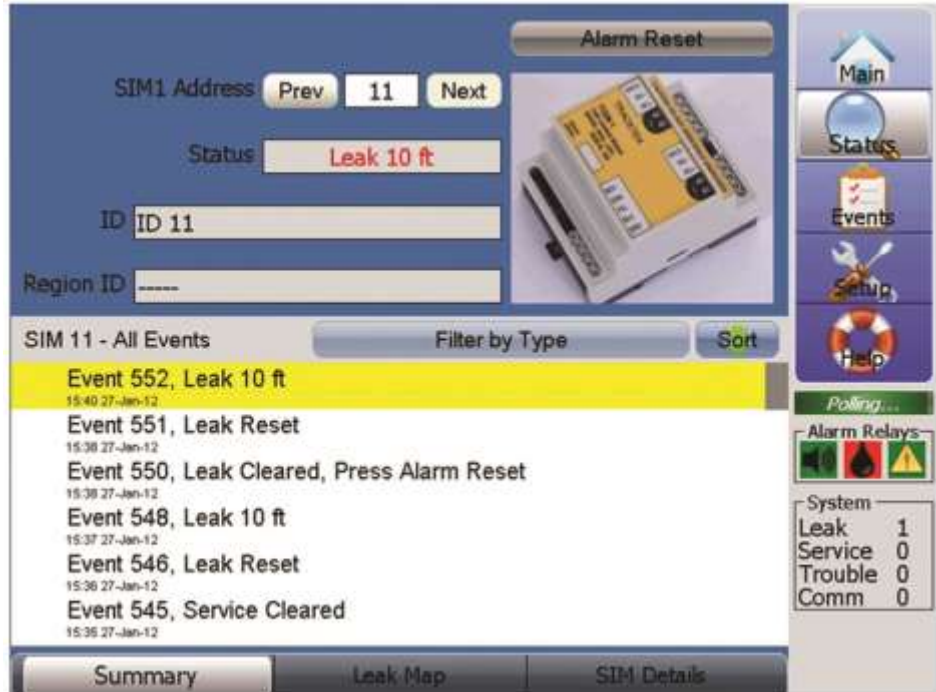 Alarm Reset
SIM1 Address Prev 11 Next
Status Leak 10 ft
ID ID 11
Region ID -----
SIM 11 - All Events Filter by Type Sort
Event 552, Leak 10 ft
15:40 27-Jan-12
Event 551, Leak Reset
15:38 27-Jan-12
Event 550, Leak Cleared, Press Alarm Reset
15:38 27-Jan-12
Event 548, Leak 10 ft
15:37 27-Jan-12
Event 546, Leak Reset
15:36 27-Jan-12
Event 545, Service Cleared
15:35 27-Jan-12
Summary Leak Map SIM Details
Main
Status
Events
Setup
Help
Polling...
Alarm Relays
System
Leak 1
Service 0
Trouble 0
Comm 0